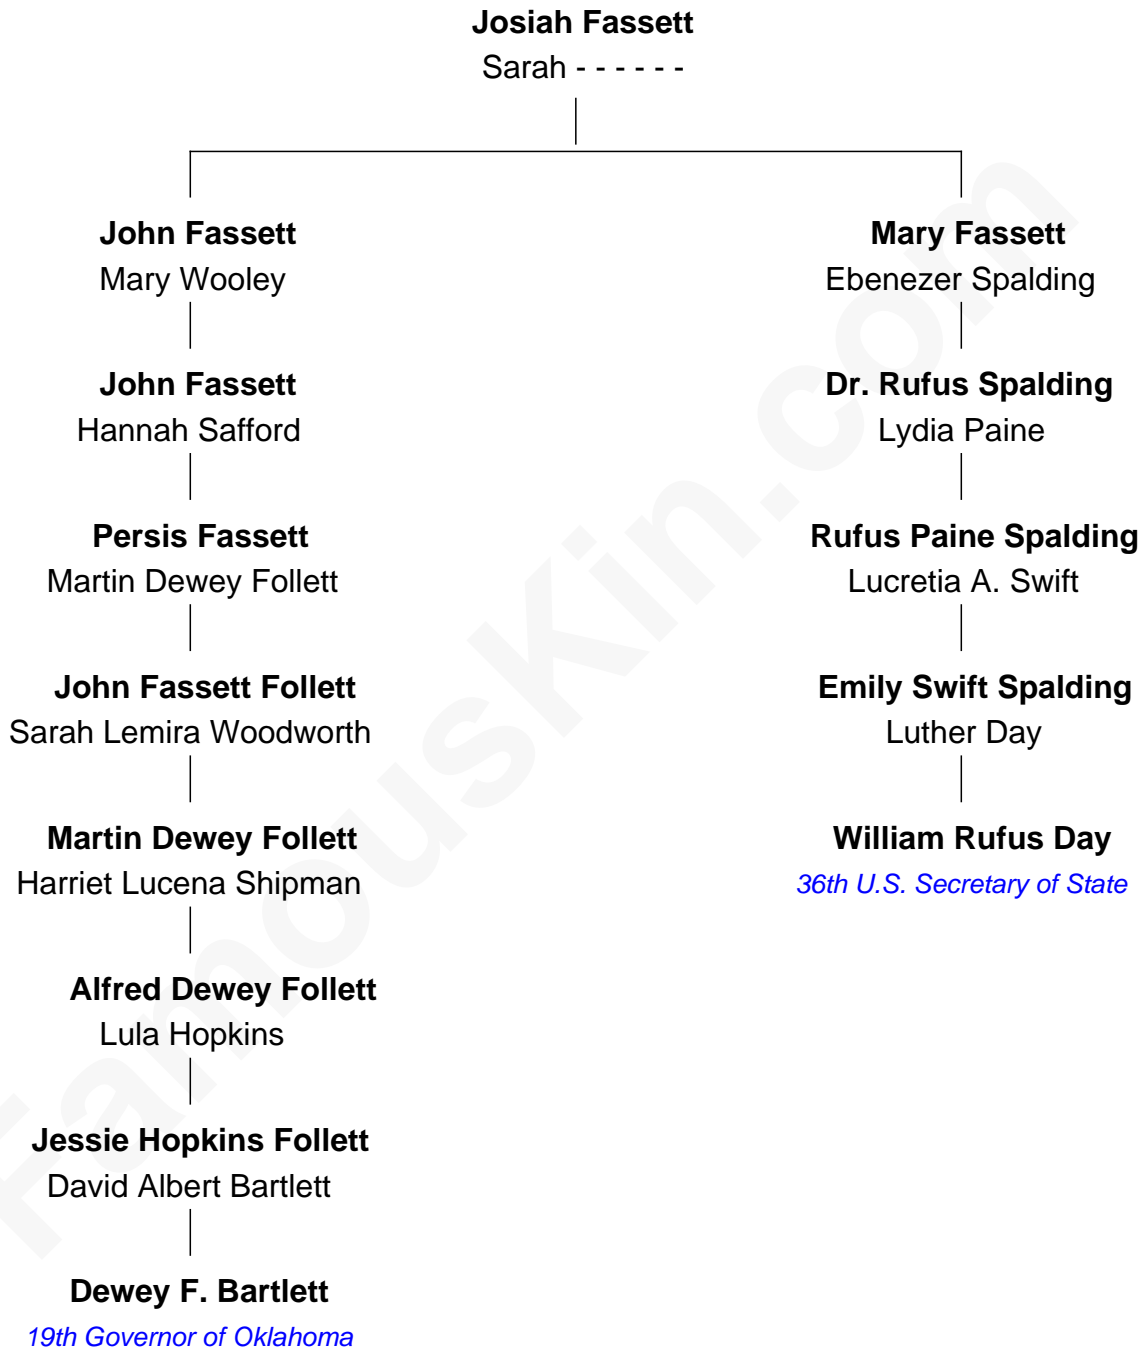 Josiah Fassett
Sarah - - - - - -
John Fassett
Mary Wooley
Mary Fassett
Ebenezer Spalding
John Fassett
Hannah Safford
Dr. Rufus Spalding
Lydia Paine
Persis Fassett
Martin Dewey Follett
Rufus Paine Spalding
Lucretia A. Swift
John Fassett Follett
Sarah Lemira Woodworth
Emily Swift Spalding
Luther Day
Martin Dewey Follett
Harriet Lucena Shipman
William Rufus Day
36th U.S. Secretary of State
Alfred Dewey Follett
Lula Hopkins
Jessie Hopkins Follett
David Albert Bartlett
Dewey F. Bartlett
19th Governor of Oklahoma
FamousKin.com